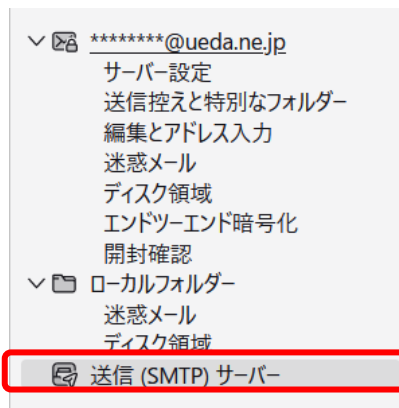 ********@ueda.ne.jp
サーバー設定
送信控えと特別なフォルダー
編集とアドレス入力
迷惑メール
ディスク領域
エンドツーエンド暗号化
開封確認
ローカルフォルダー
迷惑メール
ディスク領域
送信 (SMTP) サーバー